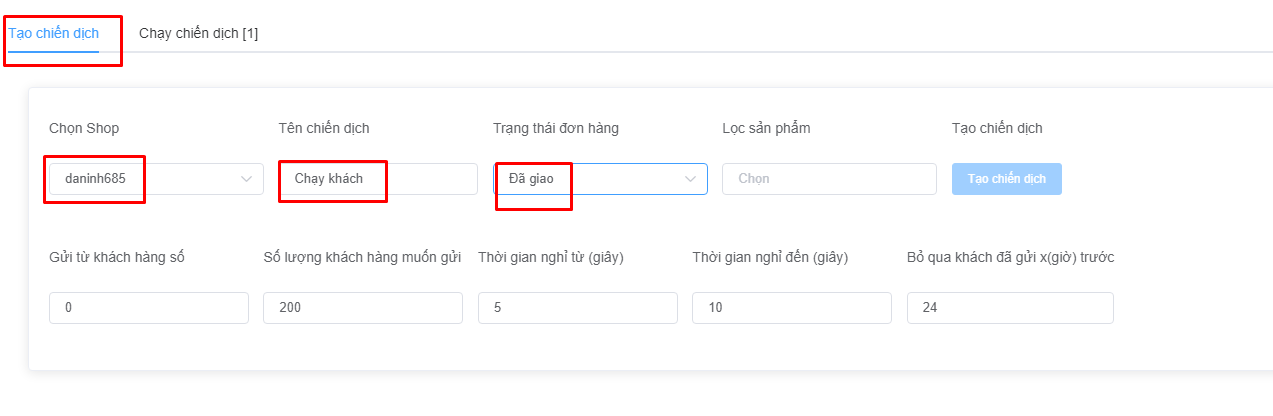 Tạo chiến dịch
Chạy chiến dịch [1]
Chọn Shop
Tên chiến dịch
Trạng thái đơn hàng
Lọc sản phẩm
Tạo chiến dịch
daninh685
Chạy khách
Đã giao
Chọn
Tạo chiến dịch
Gửi từ khách hàng số
Số lượng khách hàng muốn gửi
Thời gian nghỉ từ (giây)
Thời gian nghỉ đến (giây)
Bỏ qua khách đã gửi x(giờ) trước
0
200
5
10
24